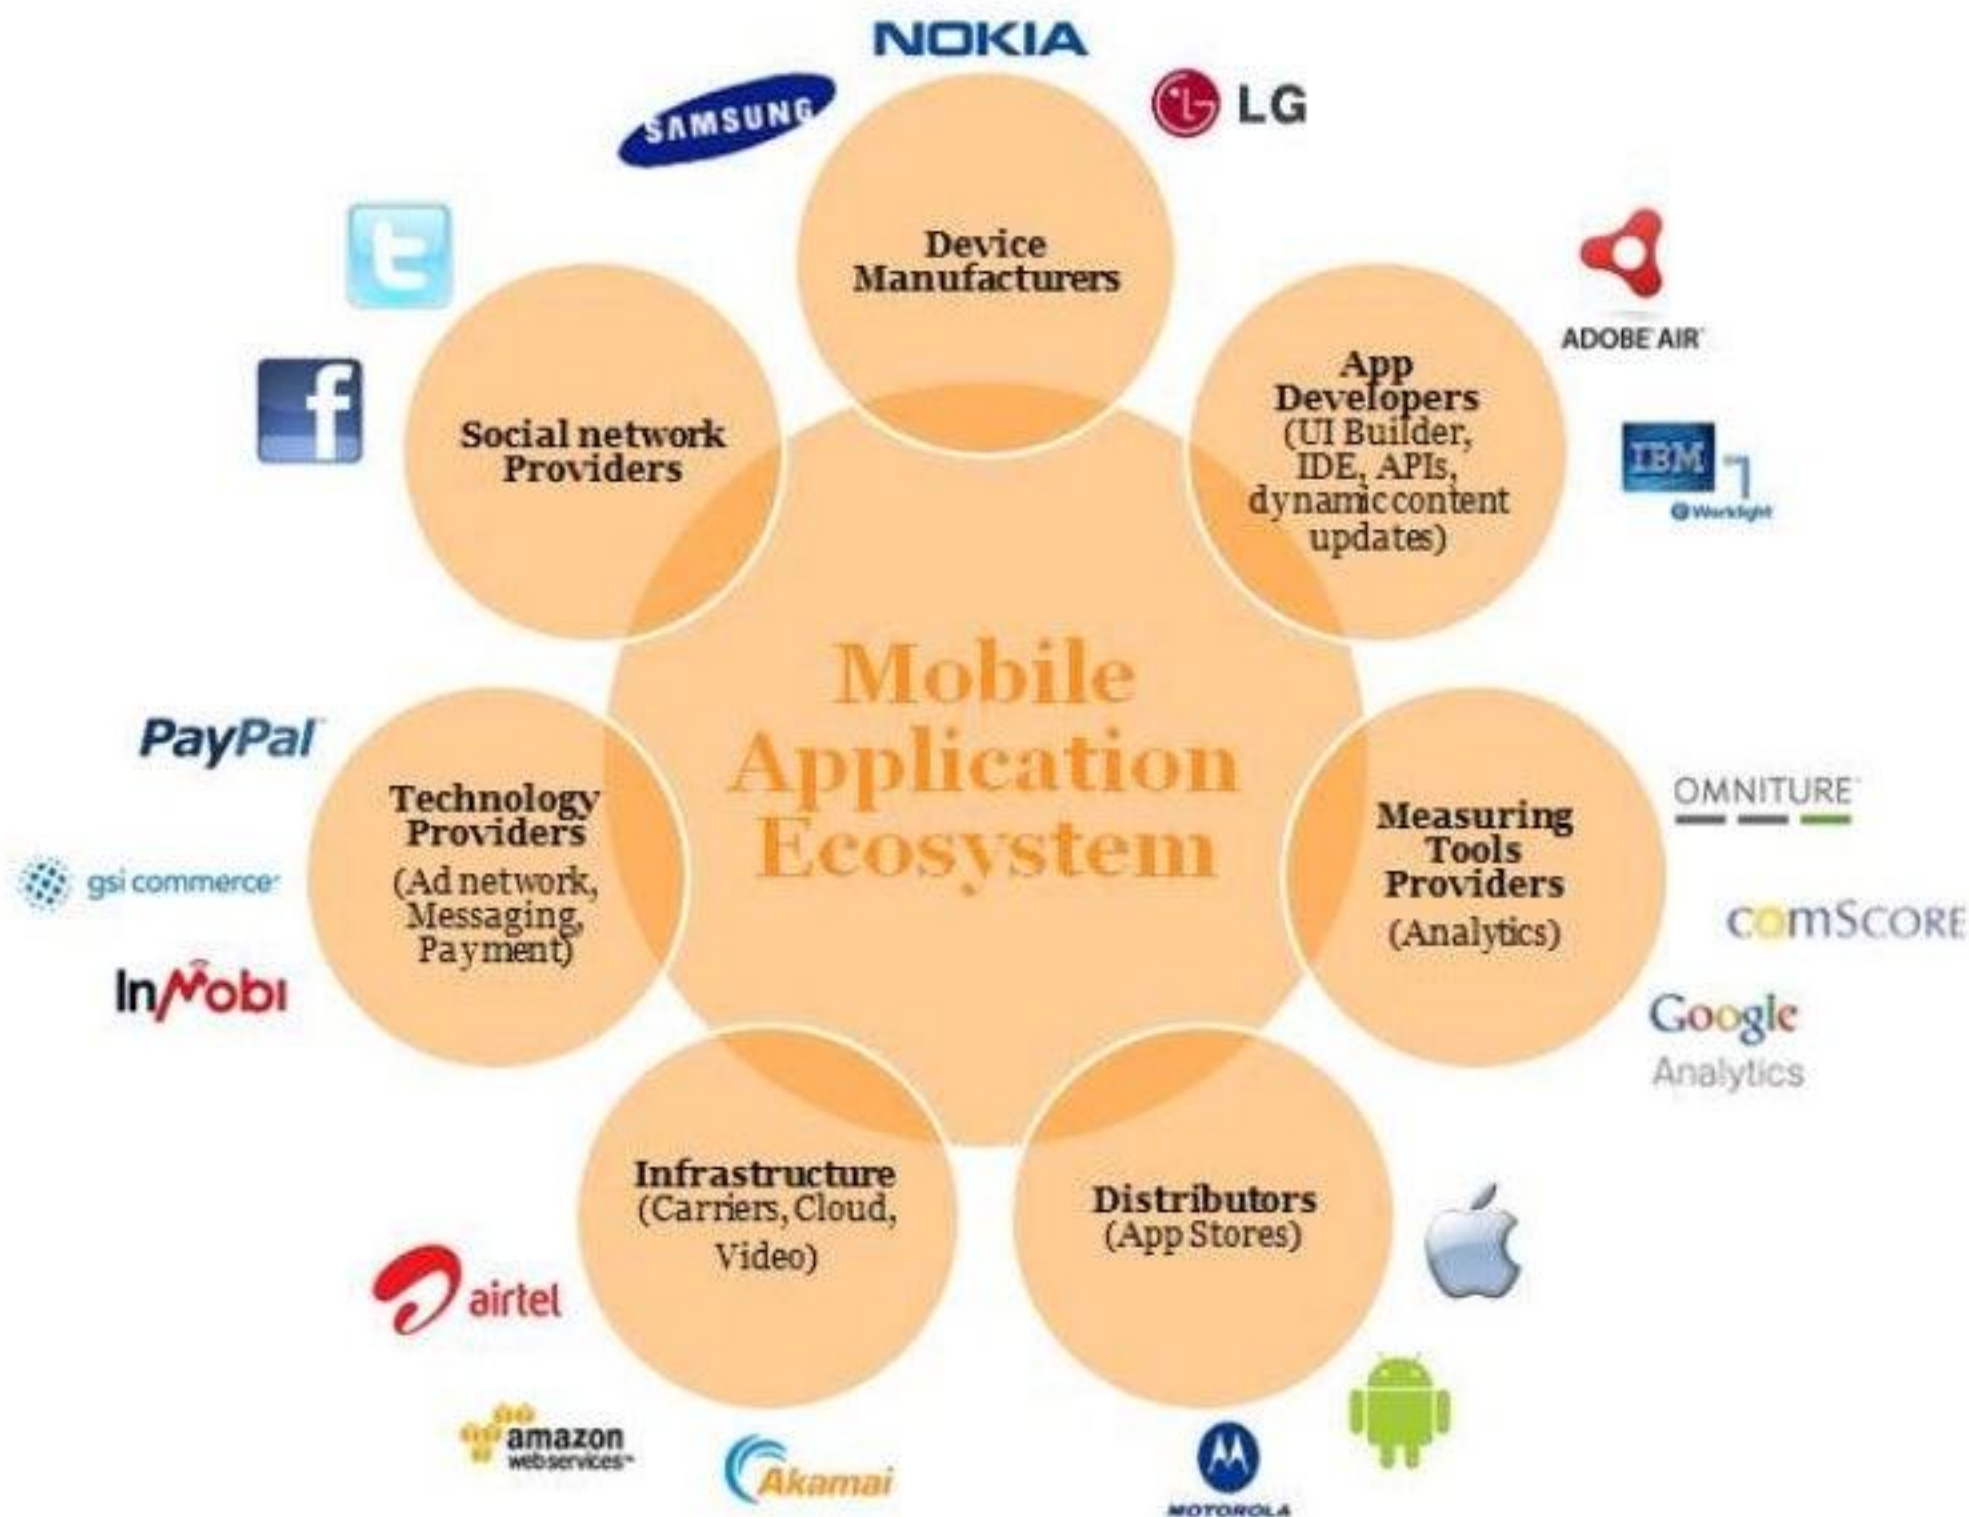 NOKIA
SAMSUNG
LG
Device
Manufacturers
ADOBE AIR
App
Developers
(UI Builder,
IDE, APIs,
dynamic content
updates)
IBM
Worklight
Social network
Providers
Mobile
Application
Ecosystem
PayPal
Technology
Providers
(Ad network,
Messaging,
Payment)
gsi commerce
InMobi
Measuring
Tools
Providers
(Analytics)
OMNITURE
comSCORE
Google
Analytics
Infrastructure
(Carriers, Cloud,
Video)
Distributors
(App Stores)
airtel
amazon
webservices™
Akamai
MOTOROLA